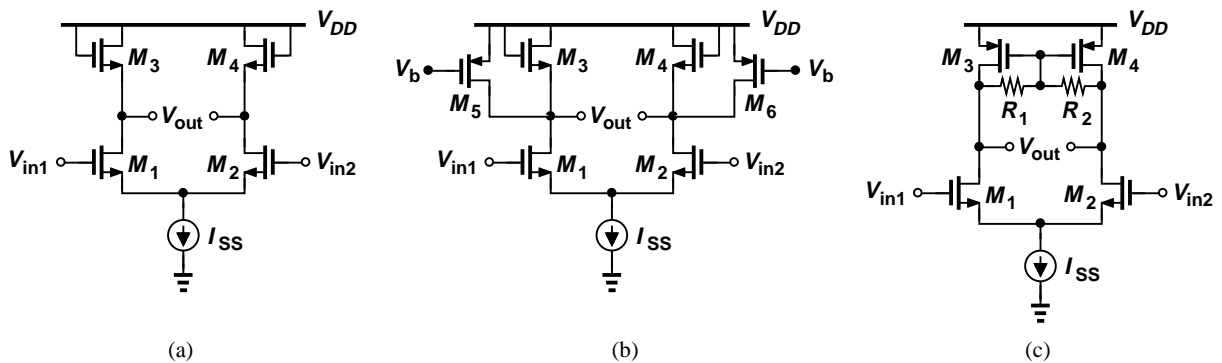 V_DD
M_3
M_4
V_out
V_in1
M_1
M_2
V_in2
I_SS
(a)
V_DD
V_b
M_3
M_4
V_b
M_5
M_6
V_out
V_in1
M_1
M_2
V_in2
I_SS
(b)
V_DD
M_3
M_4
R_1
R_2
V_out
V_in1
M_1
M_2
V_in2
I_SS
(c)